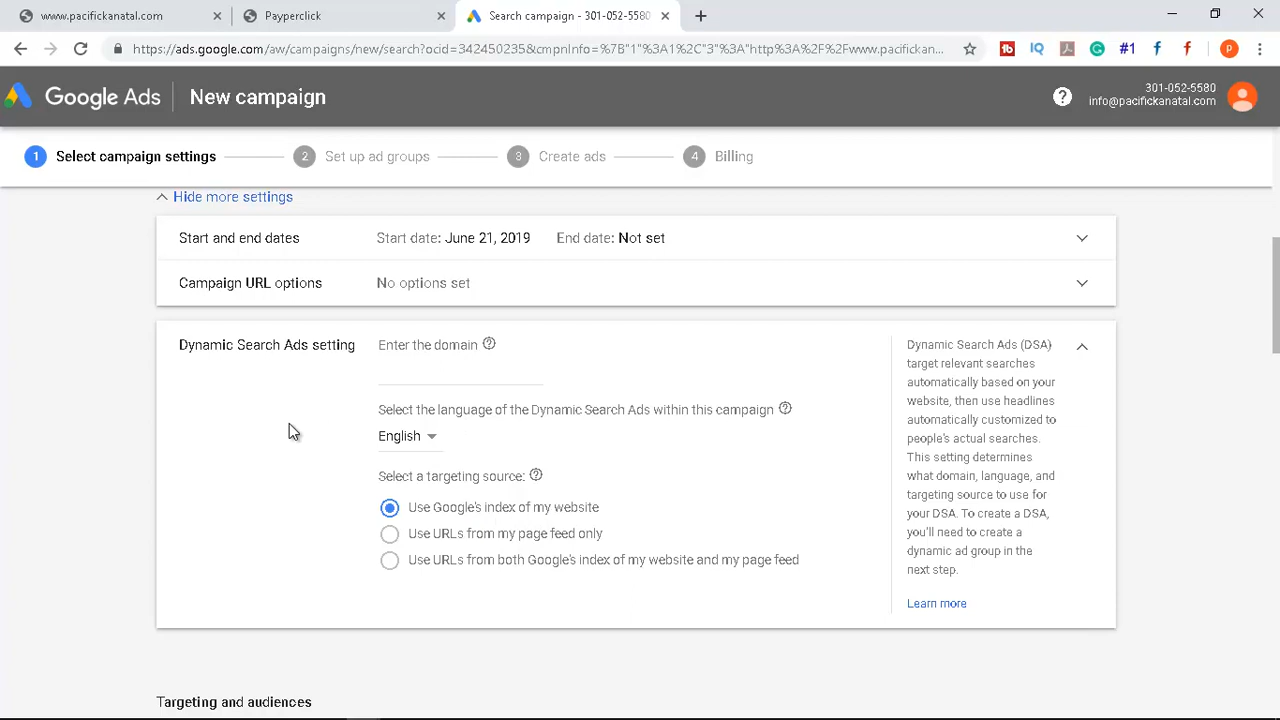 www.pacifickanatal.com
Payperclick
Search campaign - 301-052-5580
https://ads.google.com/aw/campaigns/new/search?ocid=342450235&cmpnInfo=%7B"1"%3A1%2C"3"%3A"http%3A%2F%2Fwww.pacifickan...
Google Ads
New campaign
301-052-5580
info@pacifickanatal.com
1 Select campaign settings
2 Set up ad groups
3 Create ads
4 Billing
Hide more settings
Start and end dates Start date: June 21, 2019 End date: Not set
Campaign URL options No options set
Dynamic Search Ads setting
Enter the domain
Select the language of the Dynamic Search Ads within this campaign
English
Select a targeting source:
Use Google's index of my website
Use URLs from my page feed only
Use URLs from both Google's index of my website and my page feed
Dynamic Search Ads (DSA)
target relevant searches
automatically based on your
website, then use headlines
automatically customized to
people's actual searches.
This setting determines
what domain, language, and
targeting source to use for
your DSA. To create a DSA,
you'll need to create a
dynamic ad group in the
next step.
Learn more
Targeting and audiences